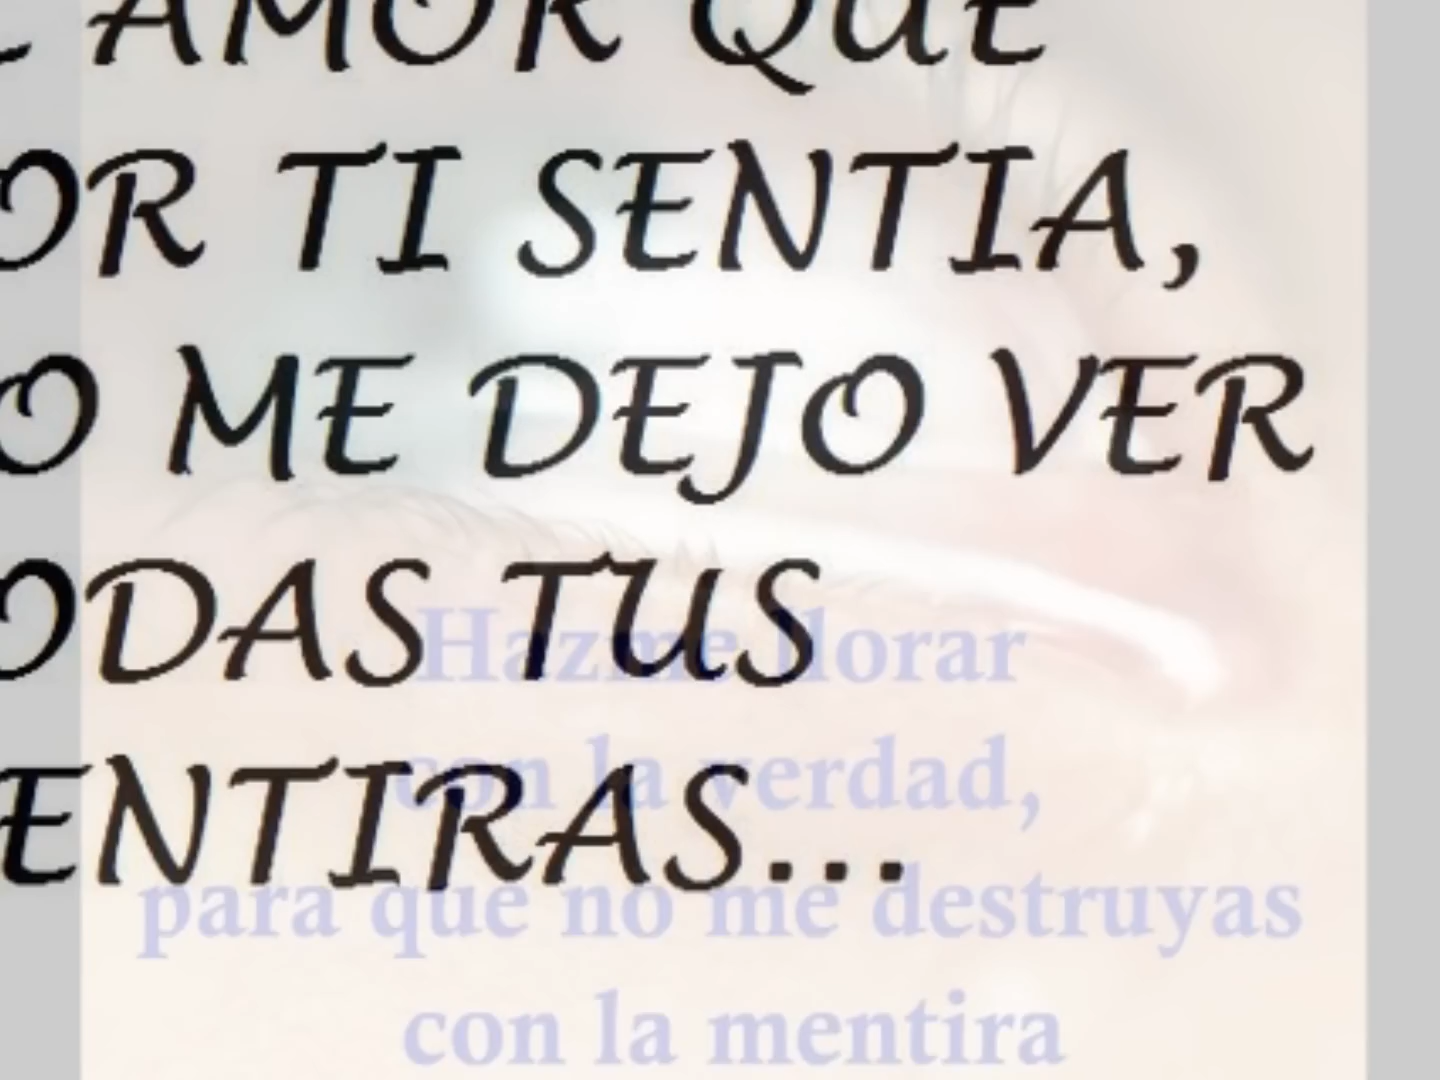 AMOR QUE
OR TI SENTIA,
O ME DEJO VER
ODAS TUS
ENTIRAS...
Hazme llorar
con la verdad,
para que no me destruyas
con la mentira